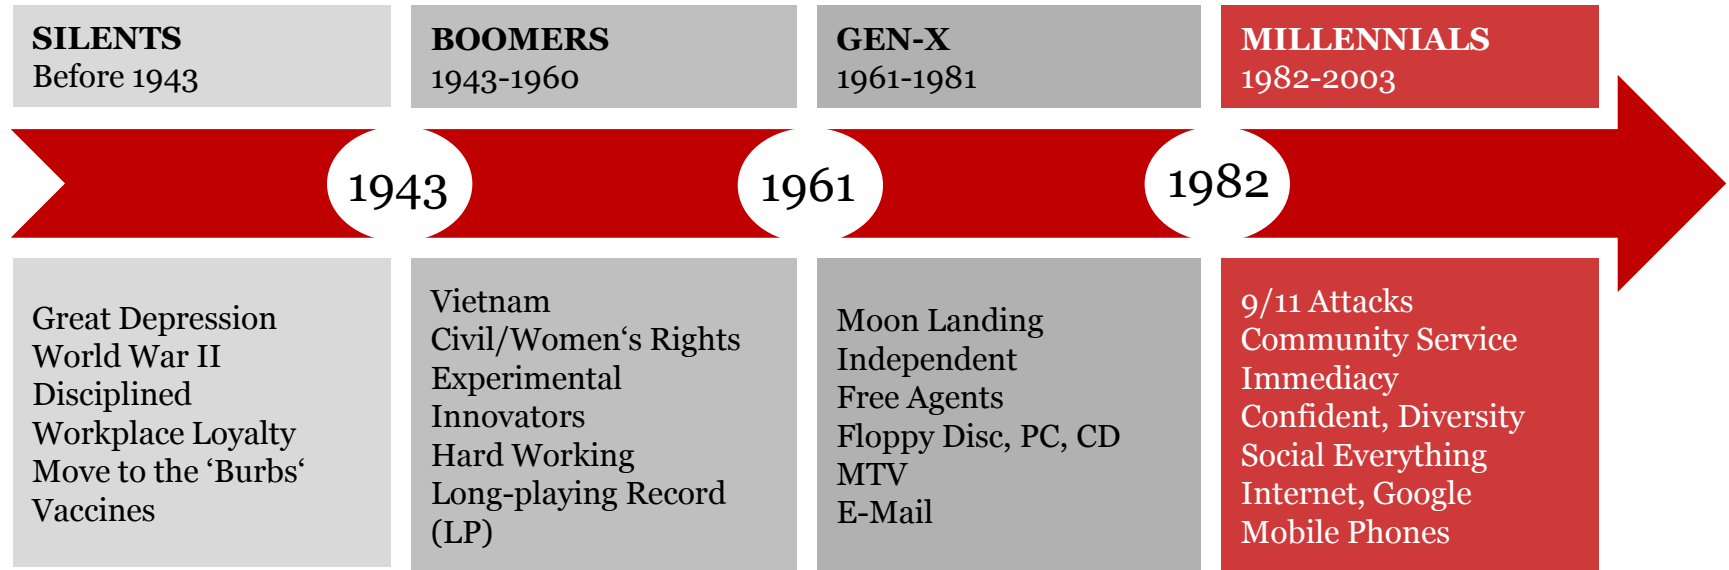 SILENTS
Before 1943
BOOMERS
1943-1960
GEN-X
1961-1981
MILLENNIALS
1982-2003
1943
1961
1982
Great Depression
World War II
Disciplined
Workplace Loyalty
Move to the ‘Burbs‘
Vaccines
Vietnam
Civil/Women‘s Rights
Experimental
Innovators
Hard Working
Long-playing Record
(LP)
Moon Landing
Independent
Free Agents
Floppy Disc, PC, CD
MTV
E-Mail
9/11 Attacks
Community Service
Immediacy
Confident, Diversity
Social Everything
Internet, Google
Mobile Phones